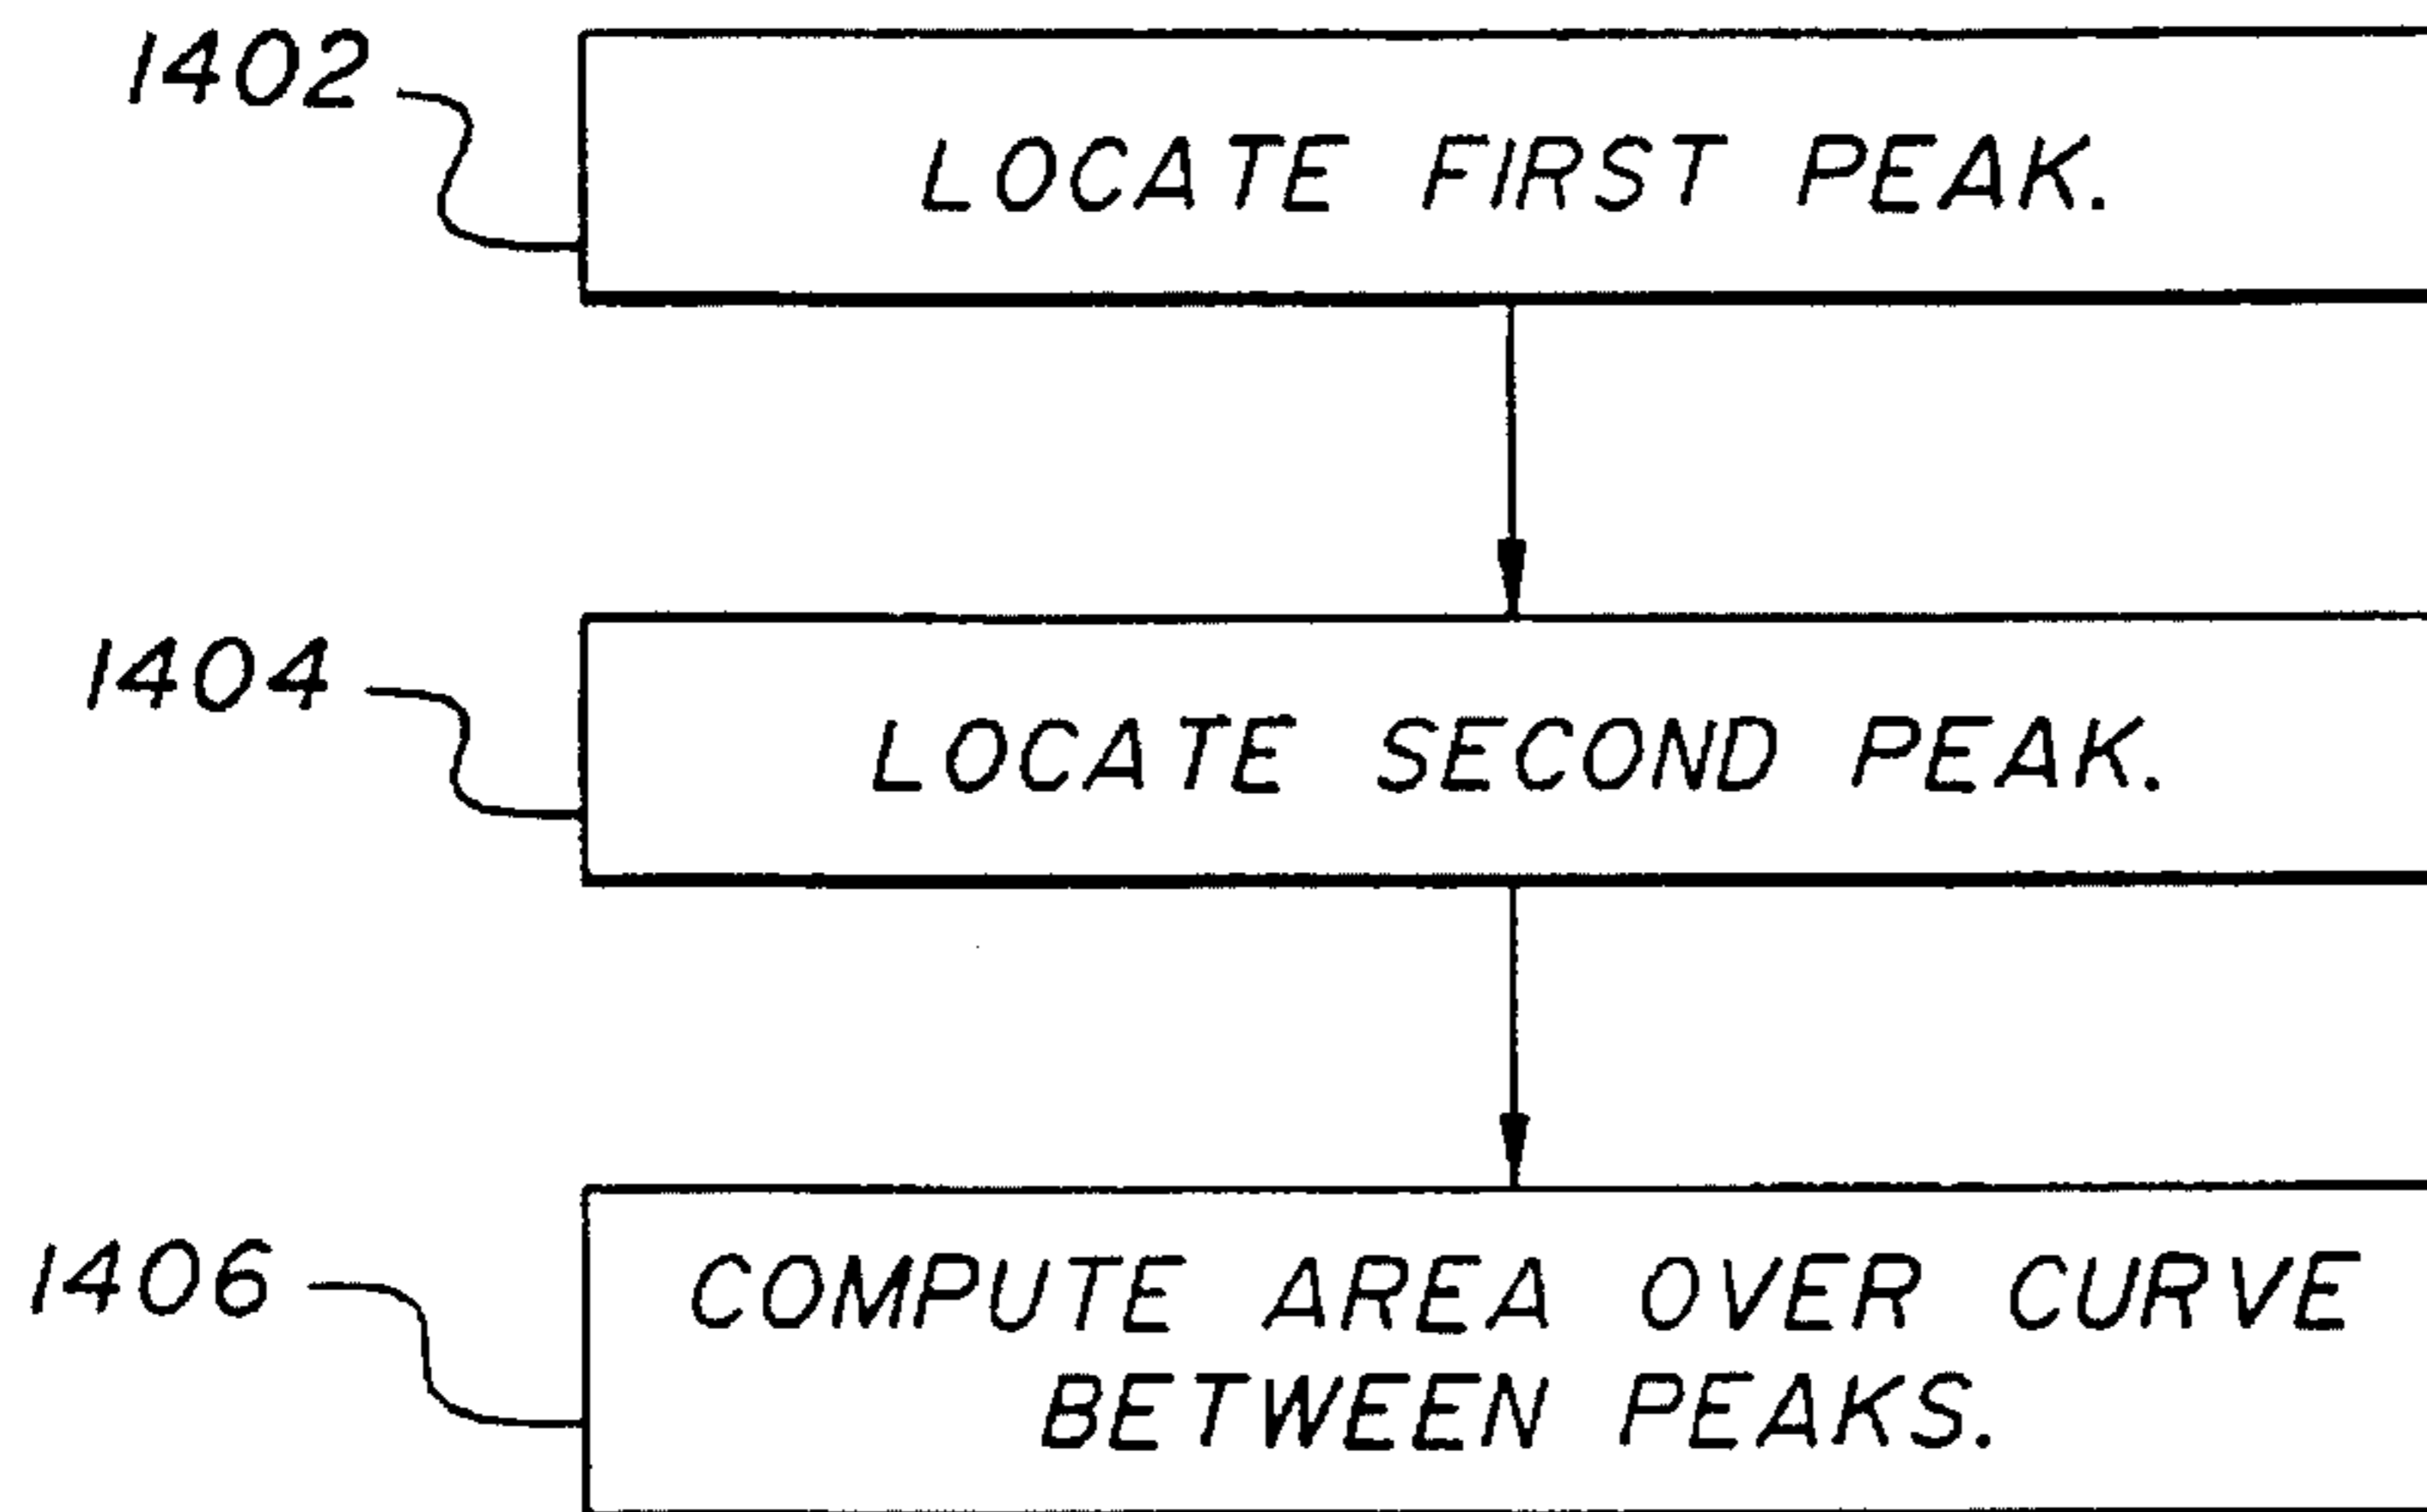 1402
LOCATE FIRST PEAK.
1404
LOCATE SECOND PEAK.
1406
COMPUTE AREA OVER CURVE
BETWEEN PEAKS.